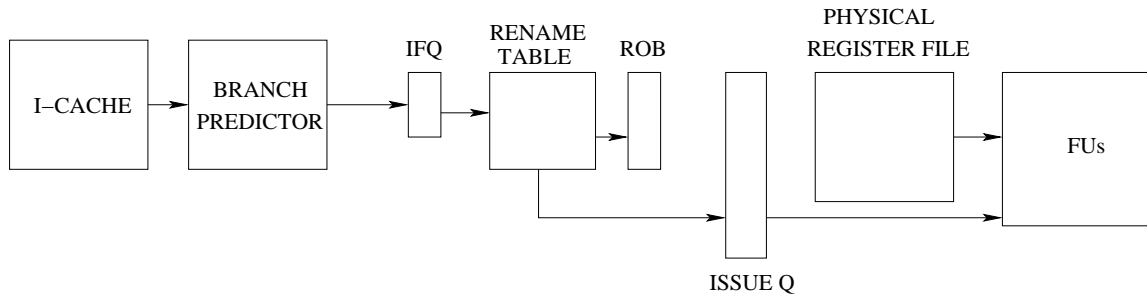 I–CACHE
BRANCH
PREDICTOR
IFQ
RENAME
TABLE
ROB
ISSUE Q
PHYSICAL
REGISTER FILE
FUs